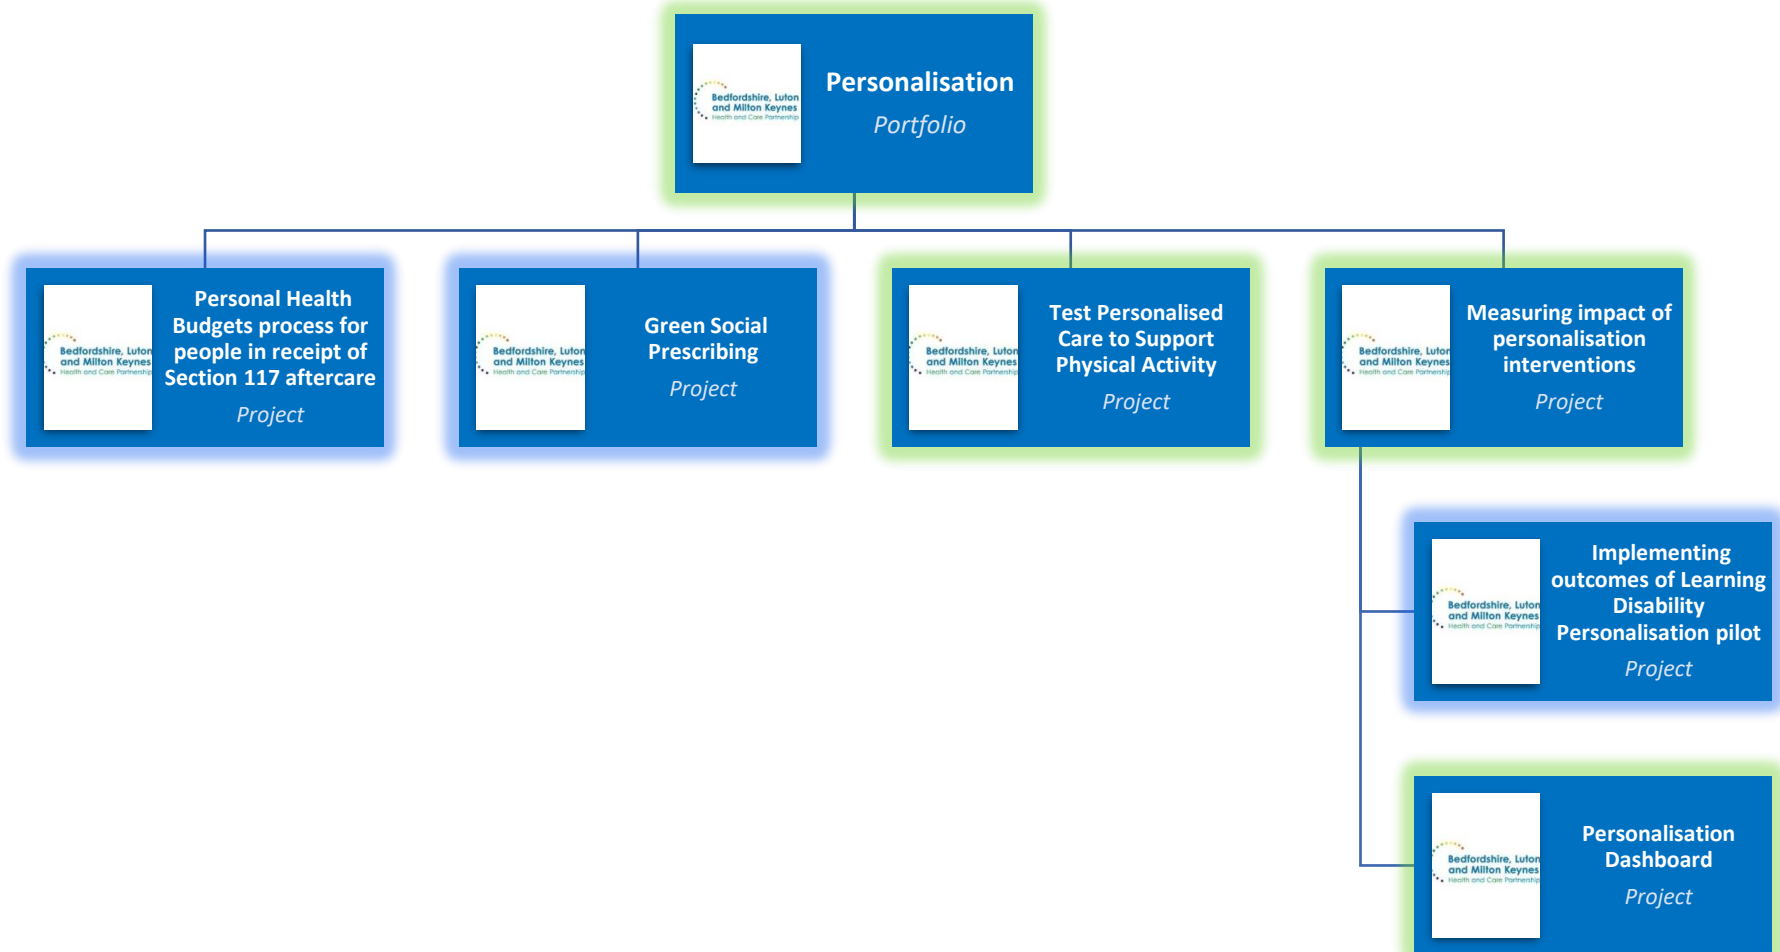 Bedfordshire, Luton
and Milton Keynes
Health and Care Partnership
Personalisation
Portfolio
Bedfordshire, Luton
and Milton Keynes
Health and Care Partnership
Personal Health
Budgets process for
people in receipt of
Section 117 aftercare
Project
Bedfordshire, Luton
and Milton Keynes
Health and Care Partnership
Green Social
Prescribing
Project
Bedfordshire, Luton
and Milton Keynes
Health and Care Partnership
Test Personalised
Care to Support
Physical Activity
Project
Bedfordshire, Luton
and Milton Keynes
Health and Care Partnership
Measuring impact of
personalisation
interventions
Project
Bedfordshire, Luton
and Milton Keynes
Health and Care Partnership
Implementing
outcomes of Learning
Disability
Personalisation pilot
Project
Bedfordshire, Luton
and Milton Keynes
Health and Care Partnership
Personalisation
Dashboard
Project